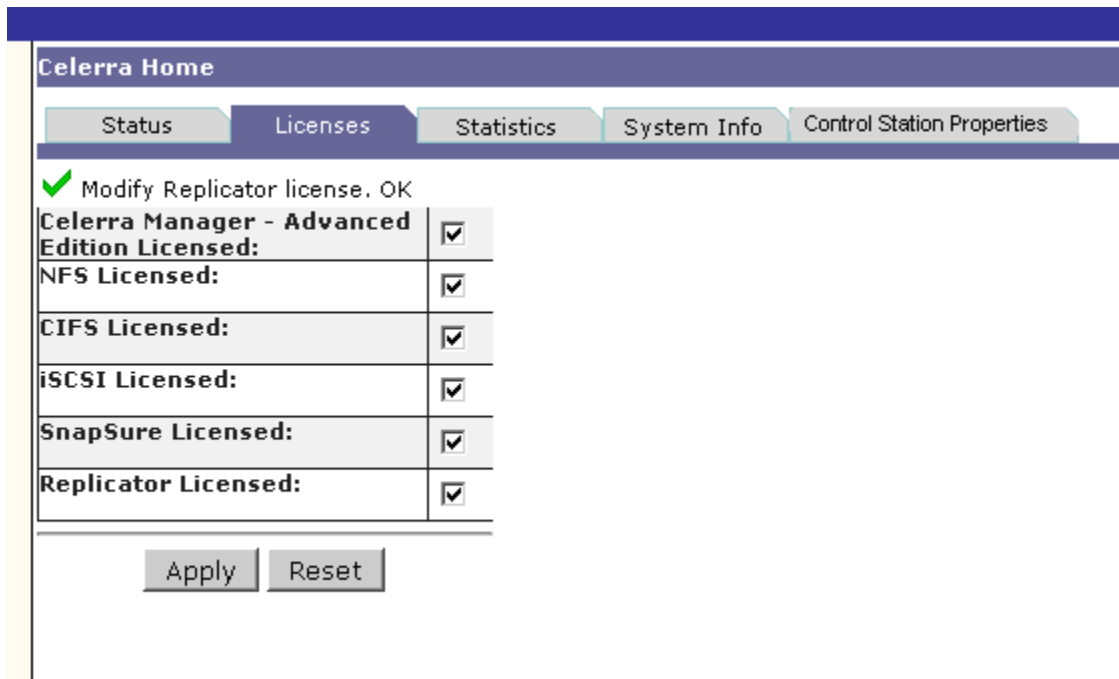 Celerra Home
Status Licenses Statistics System Info Control Station Properties
Modify Replicator license. OK
Celerra Manager - Advanced
Edition Licensed:
NFS Licensed:
CIFS Licensed:
iSCSI Licensed:
SnapSure Licensed:
Replicator Licensed:
Apply Reset